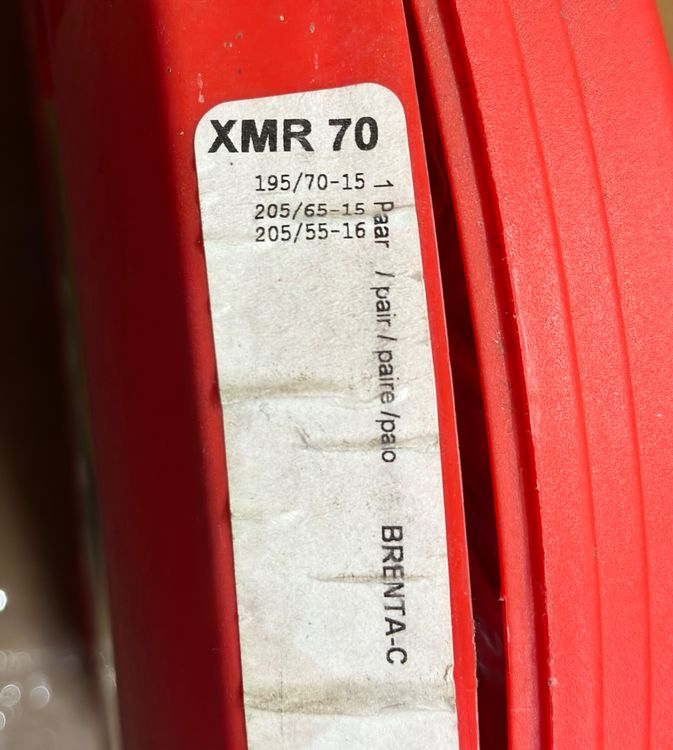 XMR 70
195/70-15
205/65-15
205/55-16
1 Paar / pair / paire /paio
BRENTA-C